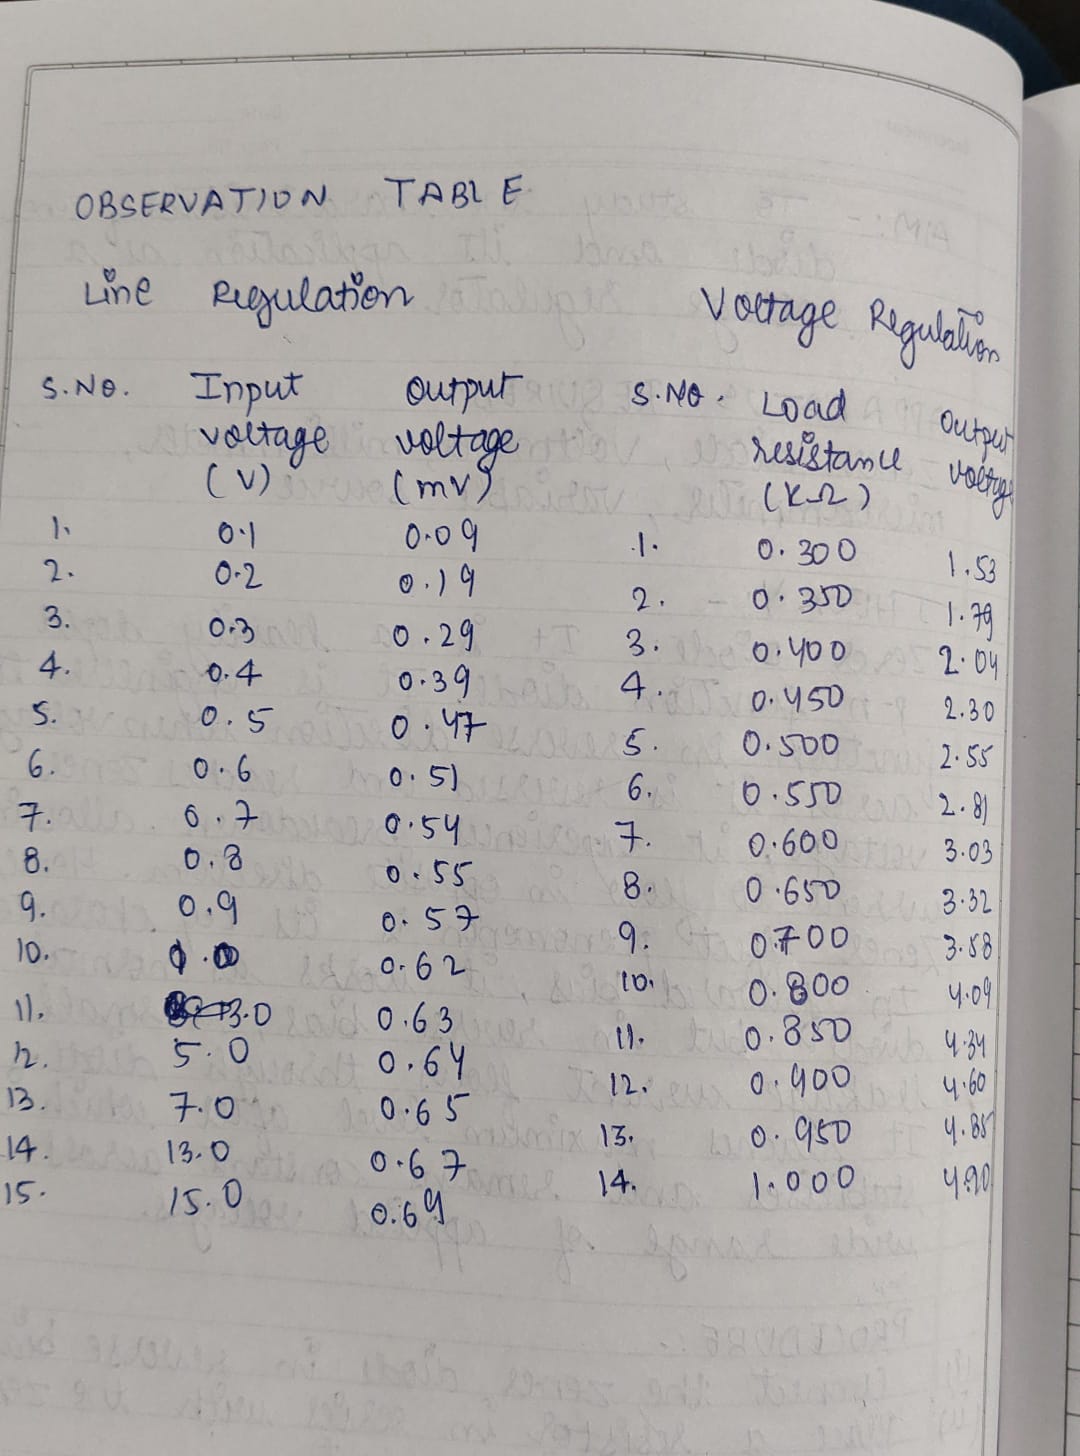 OBSERVATION TABLE
Line Regulation
S.NO. Input voltage (V) Output voltage (mV)
1. 0.1 0.09
2. 0.2 0.19
3. 0.3 0.29
4. 0.4 0.39
5. 0.5 0.47
6. 0.6 0.51
7. 0.7 0.54
8. 0.8 0.55
9. 0.9 0.57
10. 1.0 0.62
11. 3.0 0.63
12. 5.0 0.64
13. 7.0 0.65
14. 13.0 0.67
15. 15.0 0.69
Voltage Regulation
S.NO. Load resistance (KΩ) Output voltage
1. 0.300 1.53
2. 0.350 1.79
3. 0.400 2.04
4. 0.450 2.30
5. 0.500 2.55
6. 0.550 2.81
7. 0.600 3.03
8. 0.650 3.32
9. 0.700 3.58
10. 0.800 4.09
11. 0.850 4.34
12. 0.900 4.60
13. 0.950 4.85
14. 1.000 4.90